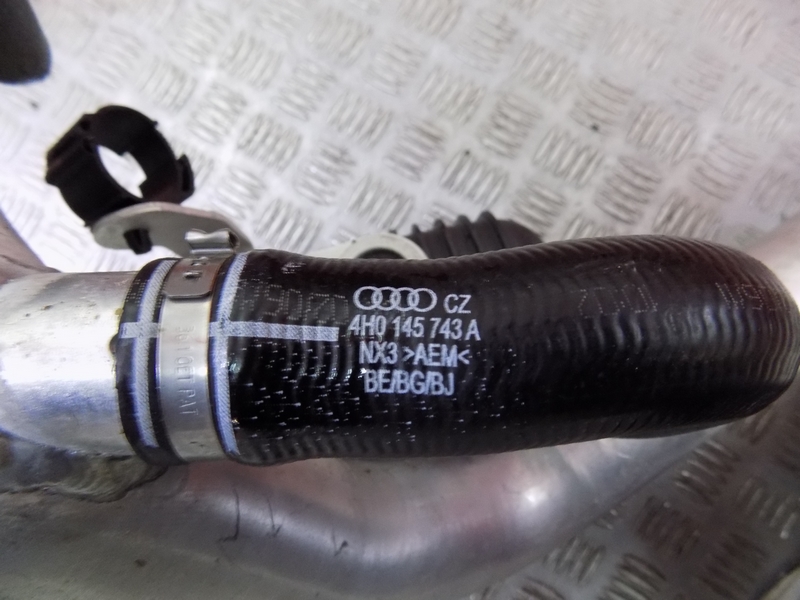 CZ
4H0 145 743 A
NX3 >AEM<
BE/BG/BJ